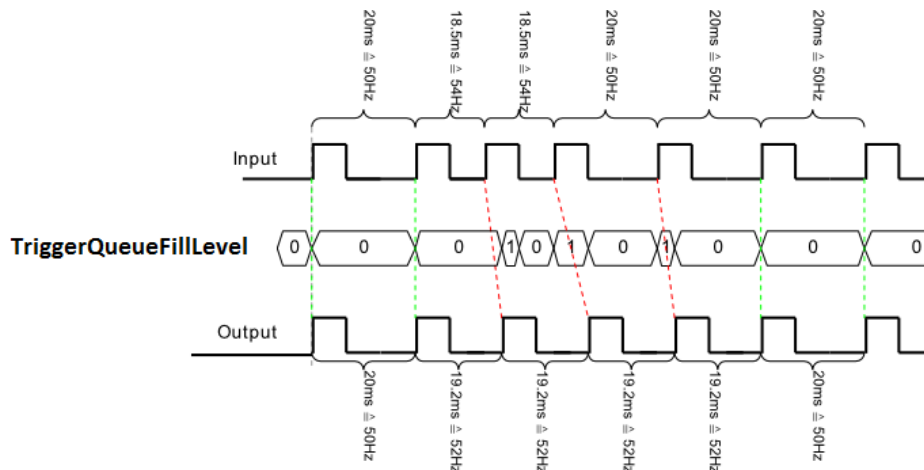 20ms ≙ 50Hz
18.5ms ≙ 54Hz
18.5ms ≙ 54Hz
20ms ≙ 50Hz
20ms ≙ 50Hz
20ms ≙ 50Hz
Input
TriggerQueueFillLevel
0 0 0 1 0 1 0 1 0 0 0
Output
20ms ≙ 50Hz
19.2ms ≙ 52Hz
19.2ms ≙ 52Hz
19.2ms ≙ 52Hz
19.2ms ≙ 52Hz
20ms ≙ 50Hz